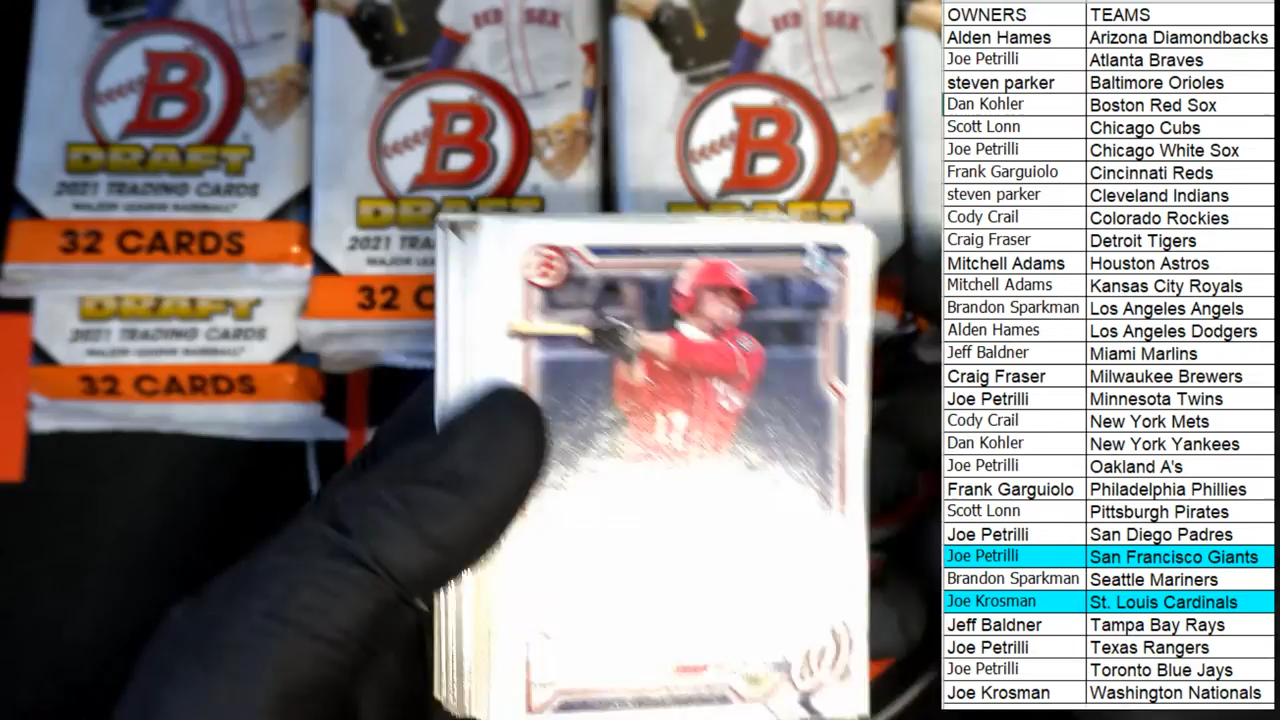 RED SOX
SOX
SOX
B
B
B
DRAFT
2021 TRADING CARDS
MAJOR LEAGUE BASEBALL
32 CARDS
DRAFT
2021 TRA
MAJOR LE
32 C
DRAFT
DRAFT
2021 TRADING CARDS
MAJOR LEAGUE BASEBALL
32 CARDS
B
W
OWNERS TEAMS
Alden Hames Arizona Diamondbacks
Joe Petrilli Atlanta Braves
steven parker Baltimore Orioles
Dan Kohler Boston Red Sox
Scott Lonn Chicago Cubs
Joe Petrilli Chicago White Sox
Frank Garguiolo Cincinnati Reds
steven parker Cleveland Indians
Cody Crail Colorado Rockies
Craig Fraser Detroit Tigers
Mitchell Adams Houston Astros
Mitchell Adams Kansas City Royals
Brandon Sparkman Los Angeles Angels
Alden Hames Los Angeles Dodgers
Jeff Baldner Miami Marlins
Craig Fraser Milwaukee Brewers
Joe Petrilli Minnesota Twins
Cody Crail New York Mets
Dan Kohler New York Yankees
Joe Petrilli Oakland A's
Frank Garguiolo Philadelphia Phillies
Scott Lonn Pittsburgh Pirates
Joe Petrilli San Diego Padres
Joe Petrilli San Francisco Giants
Brandon Sparkman Seattle Mariners
Joe Krosman St. Louis Cardinals
Jeff Baldner Tampa Bay Rays
Joe Petrilli Texas Rangers
Joe Petrilli Toronto Blue Jays
Joe Krosman Washington Nationals